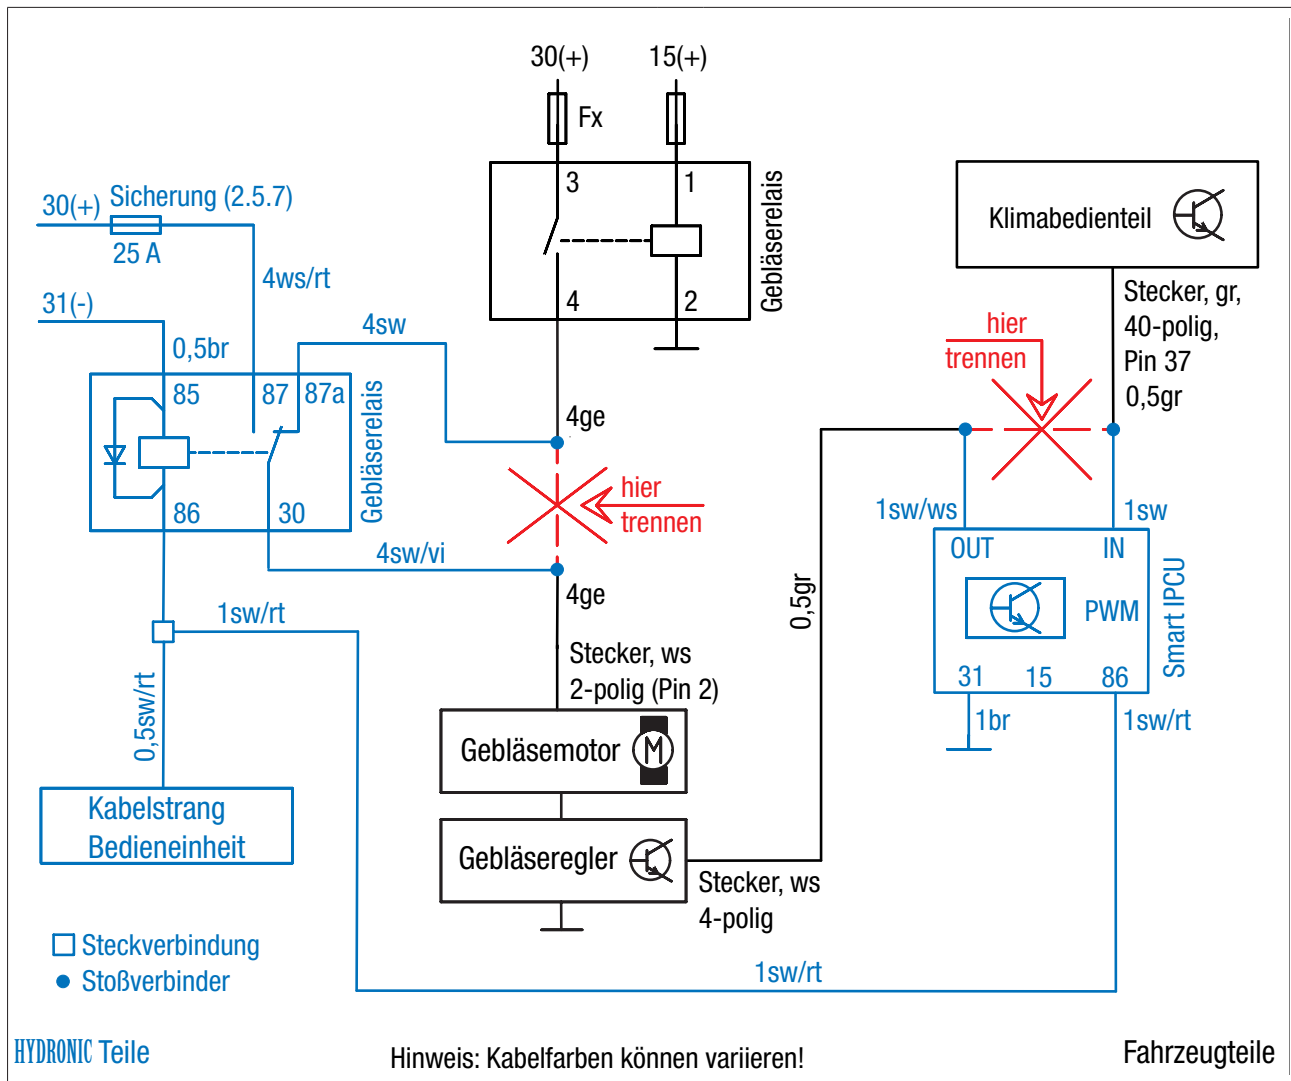 30(+)
15(+)
Fx
3
1
4
2
Gebläserelais
Sicherung (2.5.7)
30(+)
25 A
4ws/rt
31(-)
0,5br
4sw
85
87
87a
86
30
Gebläserelais
4sw/vi
4ge
hier
trennen
4ge
1sw/rt
0,5sw/rt
Kabelstrang
Bedieneinheit
Stecker, ws
2-polig (Pin 2)
Gebläsemotor
M
Gebläseregler
Stecker, ws
4-polig
0,5gr
Klimabedienteil
Stecker, gr,
40-polig,
Pin 37
0,5gr
hier
trennen
1sw/ws
1sw
OUT
IN
PWM
31
15
86
Smart IPCU
1br
1sw/rt
1sw/rt
Steckverbindung
Stoßverbinder
HYDRONIC Teile
Hinweis: Kabelfarben können variieren!
Fahrzeugteile